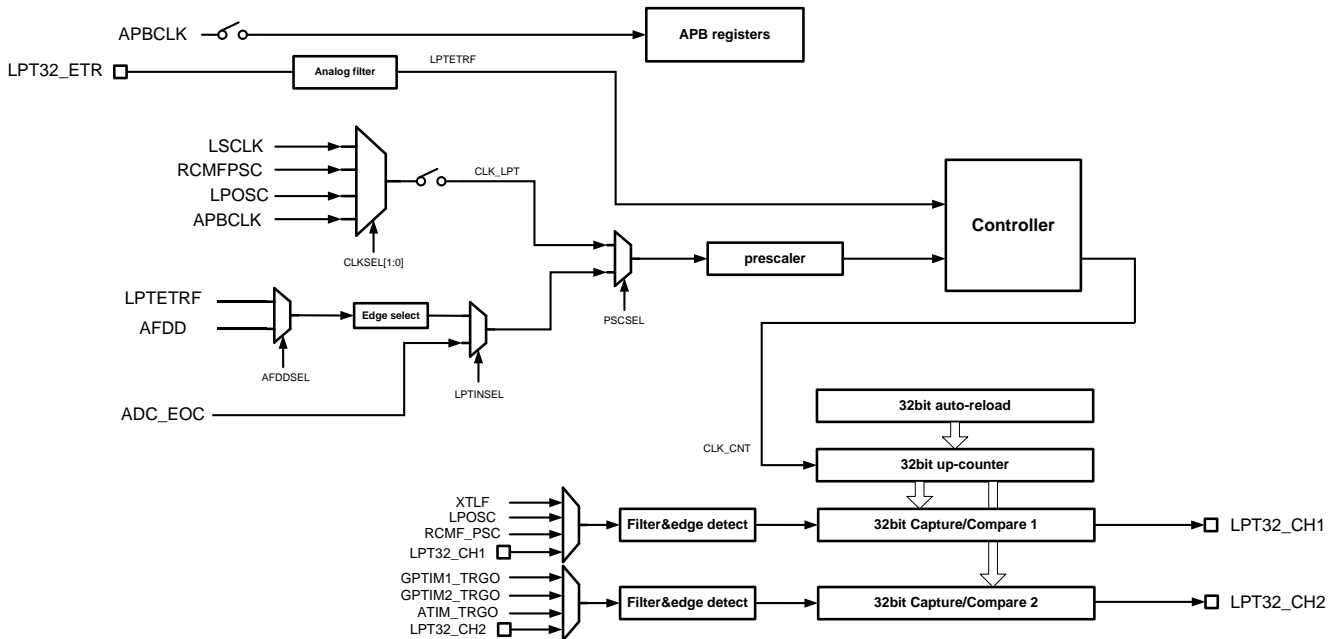 APBCLK
APB registers
LPT32_ETR
Analog filter
LPTETRF
LSCLK
RCMFPSC
LPOSC
APBCLK
CLKSEL[1:0]
CLK_LPT
Controller
prescaler
PSCSEL
LPTETRF
AFDD
Edge select
AFDDSEL
LPTINSEL
ADC_EOC
32bit auto-reload
CLK_CNT
32bit up-counter
XTLF
LPOSC
RCMF_PSC
LPT32_CH1
Filter&edge detect
32bit Capture/Compare 1
LPT32_CH1
GPTIM1_TRGO
GPTIM2_TRGO
ATIM_TRGO
LPT32_CH2
Filter&edge detect
32bit Capture/Compare 2
LPT32_CH2